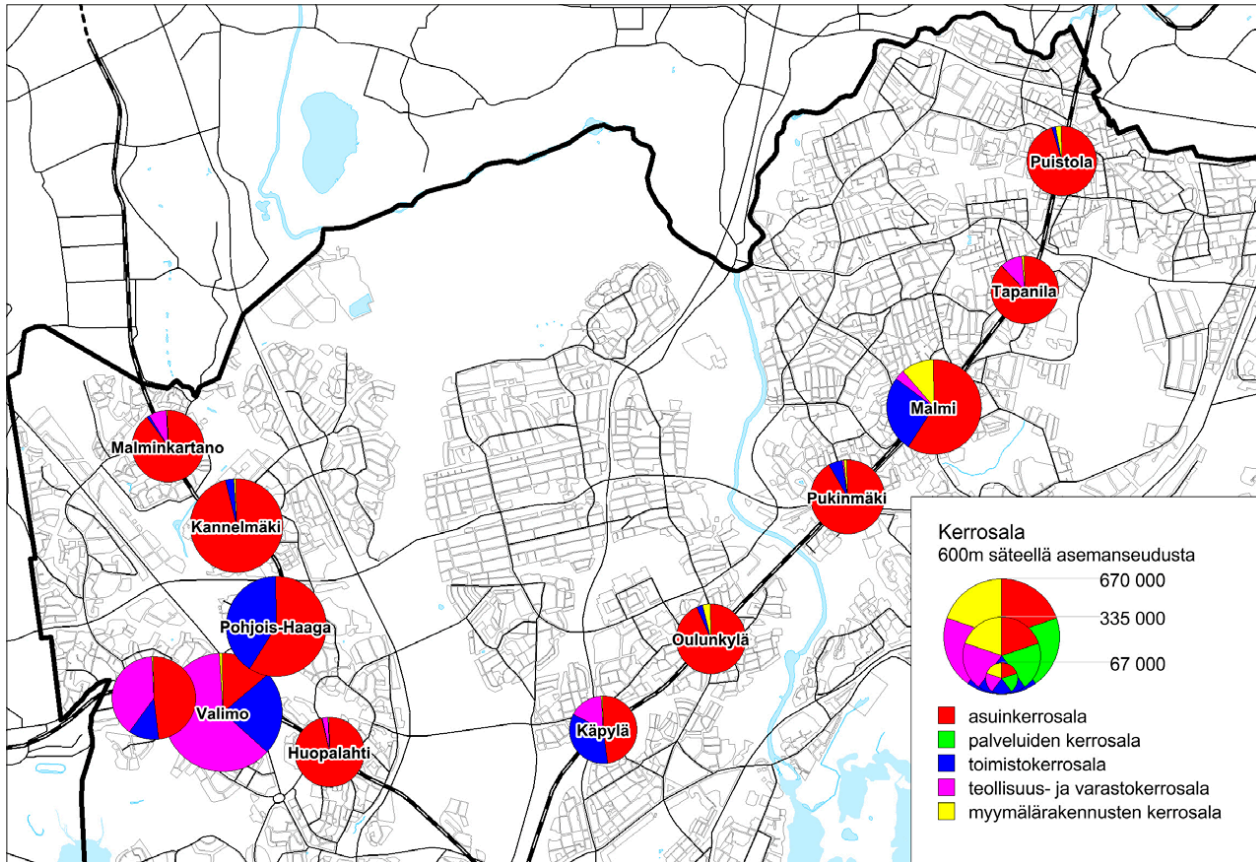 Puistola
Tapanila
Malmi
Malminkartano
Pukinmäki
Kannelmäki
Pohjois-Haaga
Oulunkylä
Valimo
Käpylä
Huopalahti
Kerrosala
600m säteellä asemanseudusta
670 000
335 000
67 000
asuinkerrosala
palveluiden kerrosala
toimistokerrosala
teollisuus- ja varastokerrosala
myymälärakennusten kerrosala